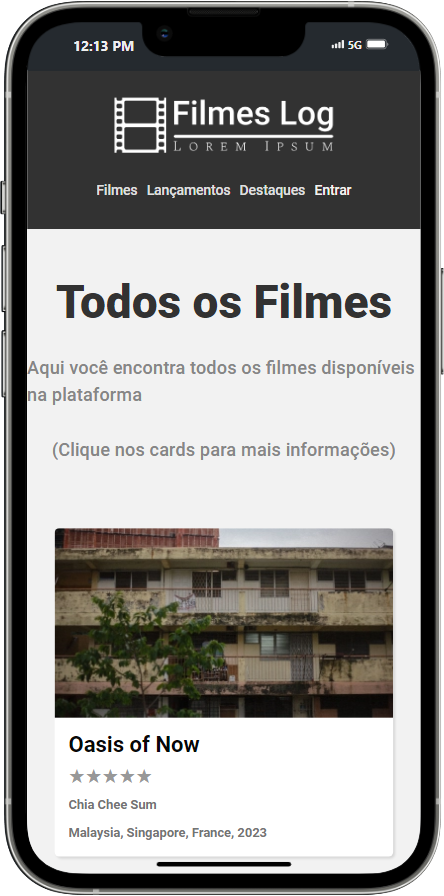 12:13 PM
5G
Filmes Log
Lorem Ipsum
Filmes Lançamentos Destaques Entrar
Todos os Filmes
Aqui você encontra todos os filmes disponíveis
na plataforma
(Clique nos cards para mais informações)
Oasis of Now
★★★★★
Chia Chee Sum
Malaysia, Singapore, France, 2023